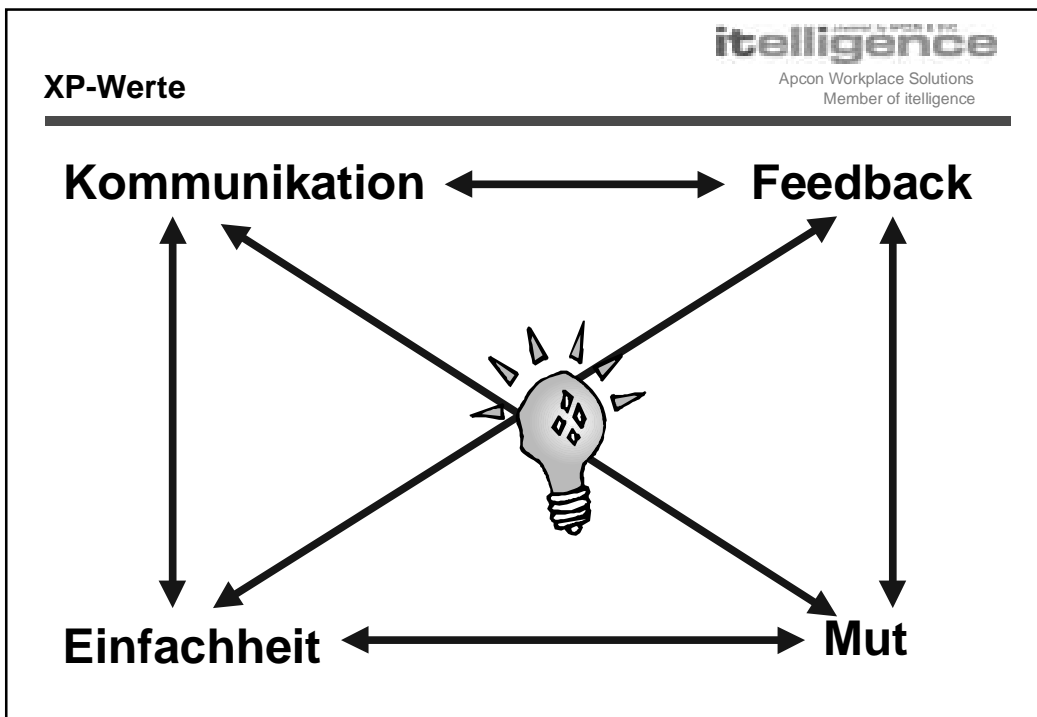 itelligence
XP-Werte
Apcon Workplace Solutions
Member of itelligence
Kommunikation
Feedback
Einfachheit
Mut